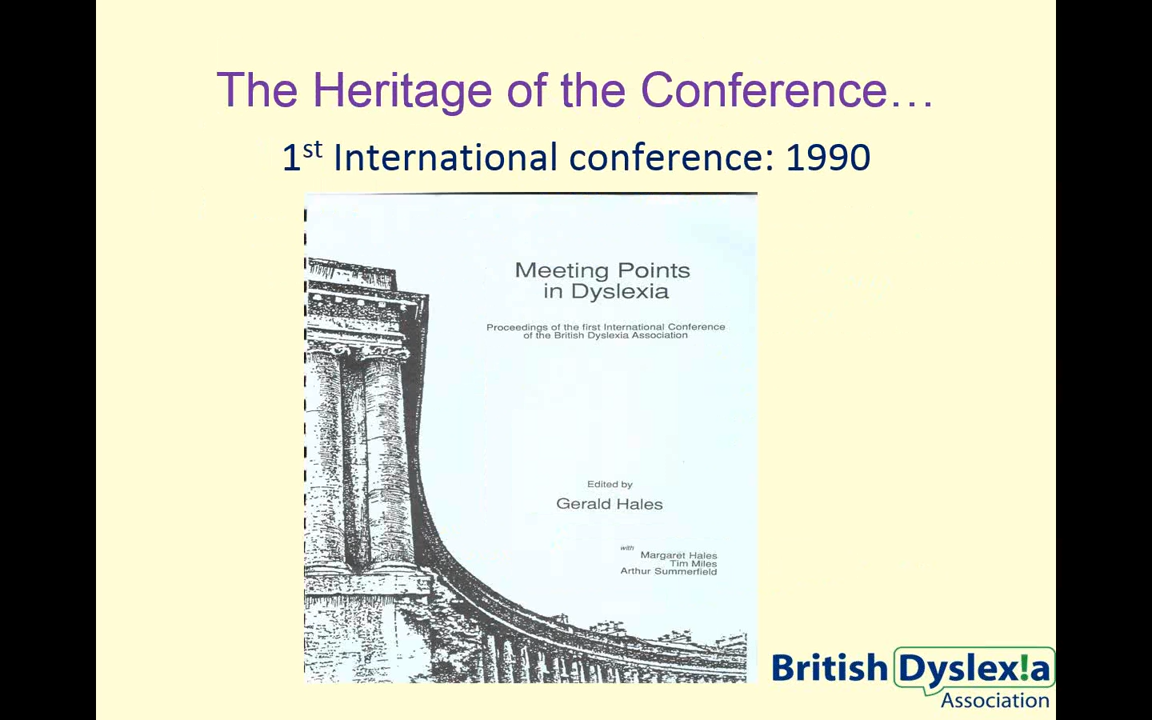 The Heritage of the Conference…
1st International conference: 1990
Meeting Points
in Dyslexia
Proceedings of the first International Conference
of the British Dyslexia Association
Edited by
Gerald Hales
with
Margaret Hales
Tim Miles
Arthur Summerfield
British Dyslex!a
Association